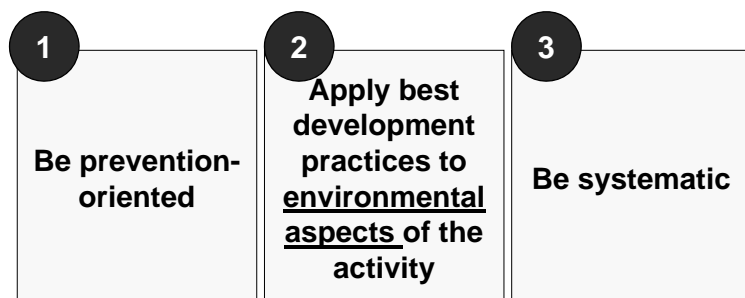 1
Be prevention-
oriented
2
Apply best
development
practices to
environmental
aspects of the
activity
3
Be systematic